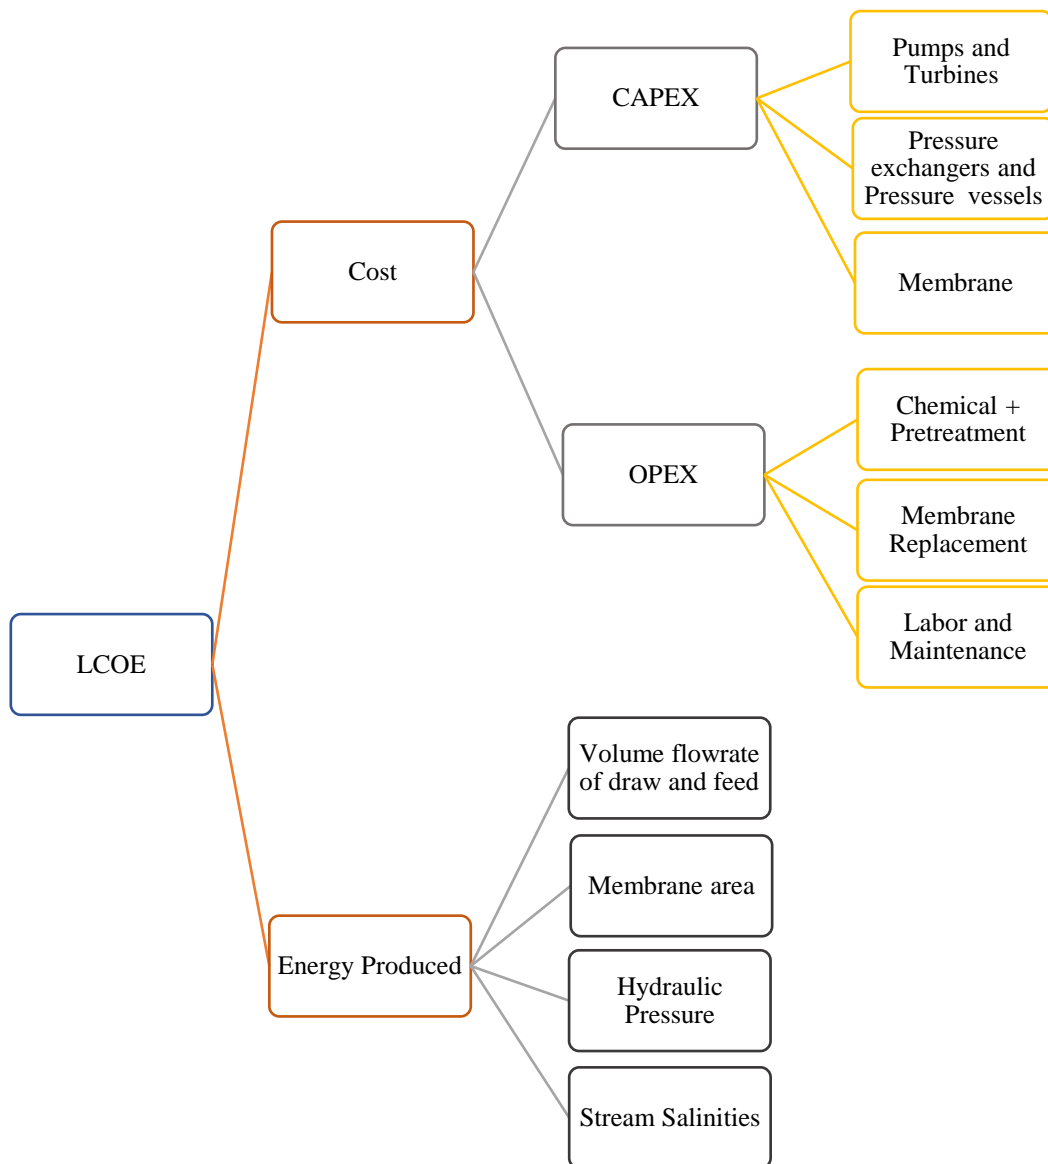 Pumps and
Turbines
CAPEX
Pressure
exchangers and
Pressure vessels
Cost
Membrane
Chemical +
Pretreatment
OPEX
Membrane
Replacement
Labor and
Maintenance
LCOE
Volume flowrate
of draw and feed
Membrane area
Energy Produced
Hydraulic
Pressure
Stream Salinities